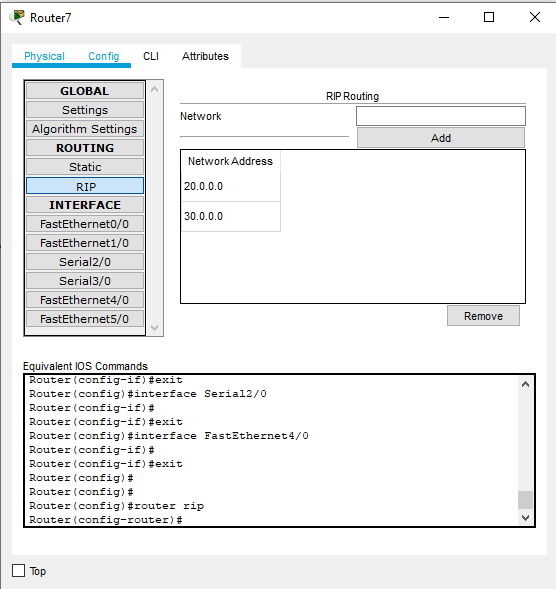 Router7
Physical Config CLI Attributes
GLOBAL
Settings
Algorithm Settings
ROUTING
Static
RIP
INTERFACE
FastEthernet0/0
FastEthernet1/0
Serial2/0
Serial3/0
FastEthernet4/0
FastEthernet5/0
RIP Routing
Network
Add
Network Address
20.0.0.0
30.0.0.0
Remove
Equivalent IOS Commands
Router(config-if)#exit
Router(config)#interface Serial2/0
Router(config-if)#
Router(config-if)#exit
Router(config)#interface FastEthernet4/0
Router(config-if)#
Router(config-if)#exit
Router(config)#
Router(config)#
Router(config)#router rip
Router(config-router)#
Top